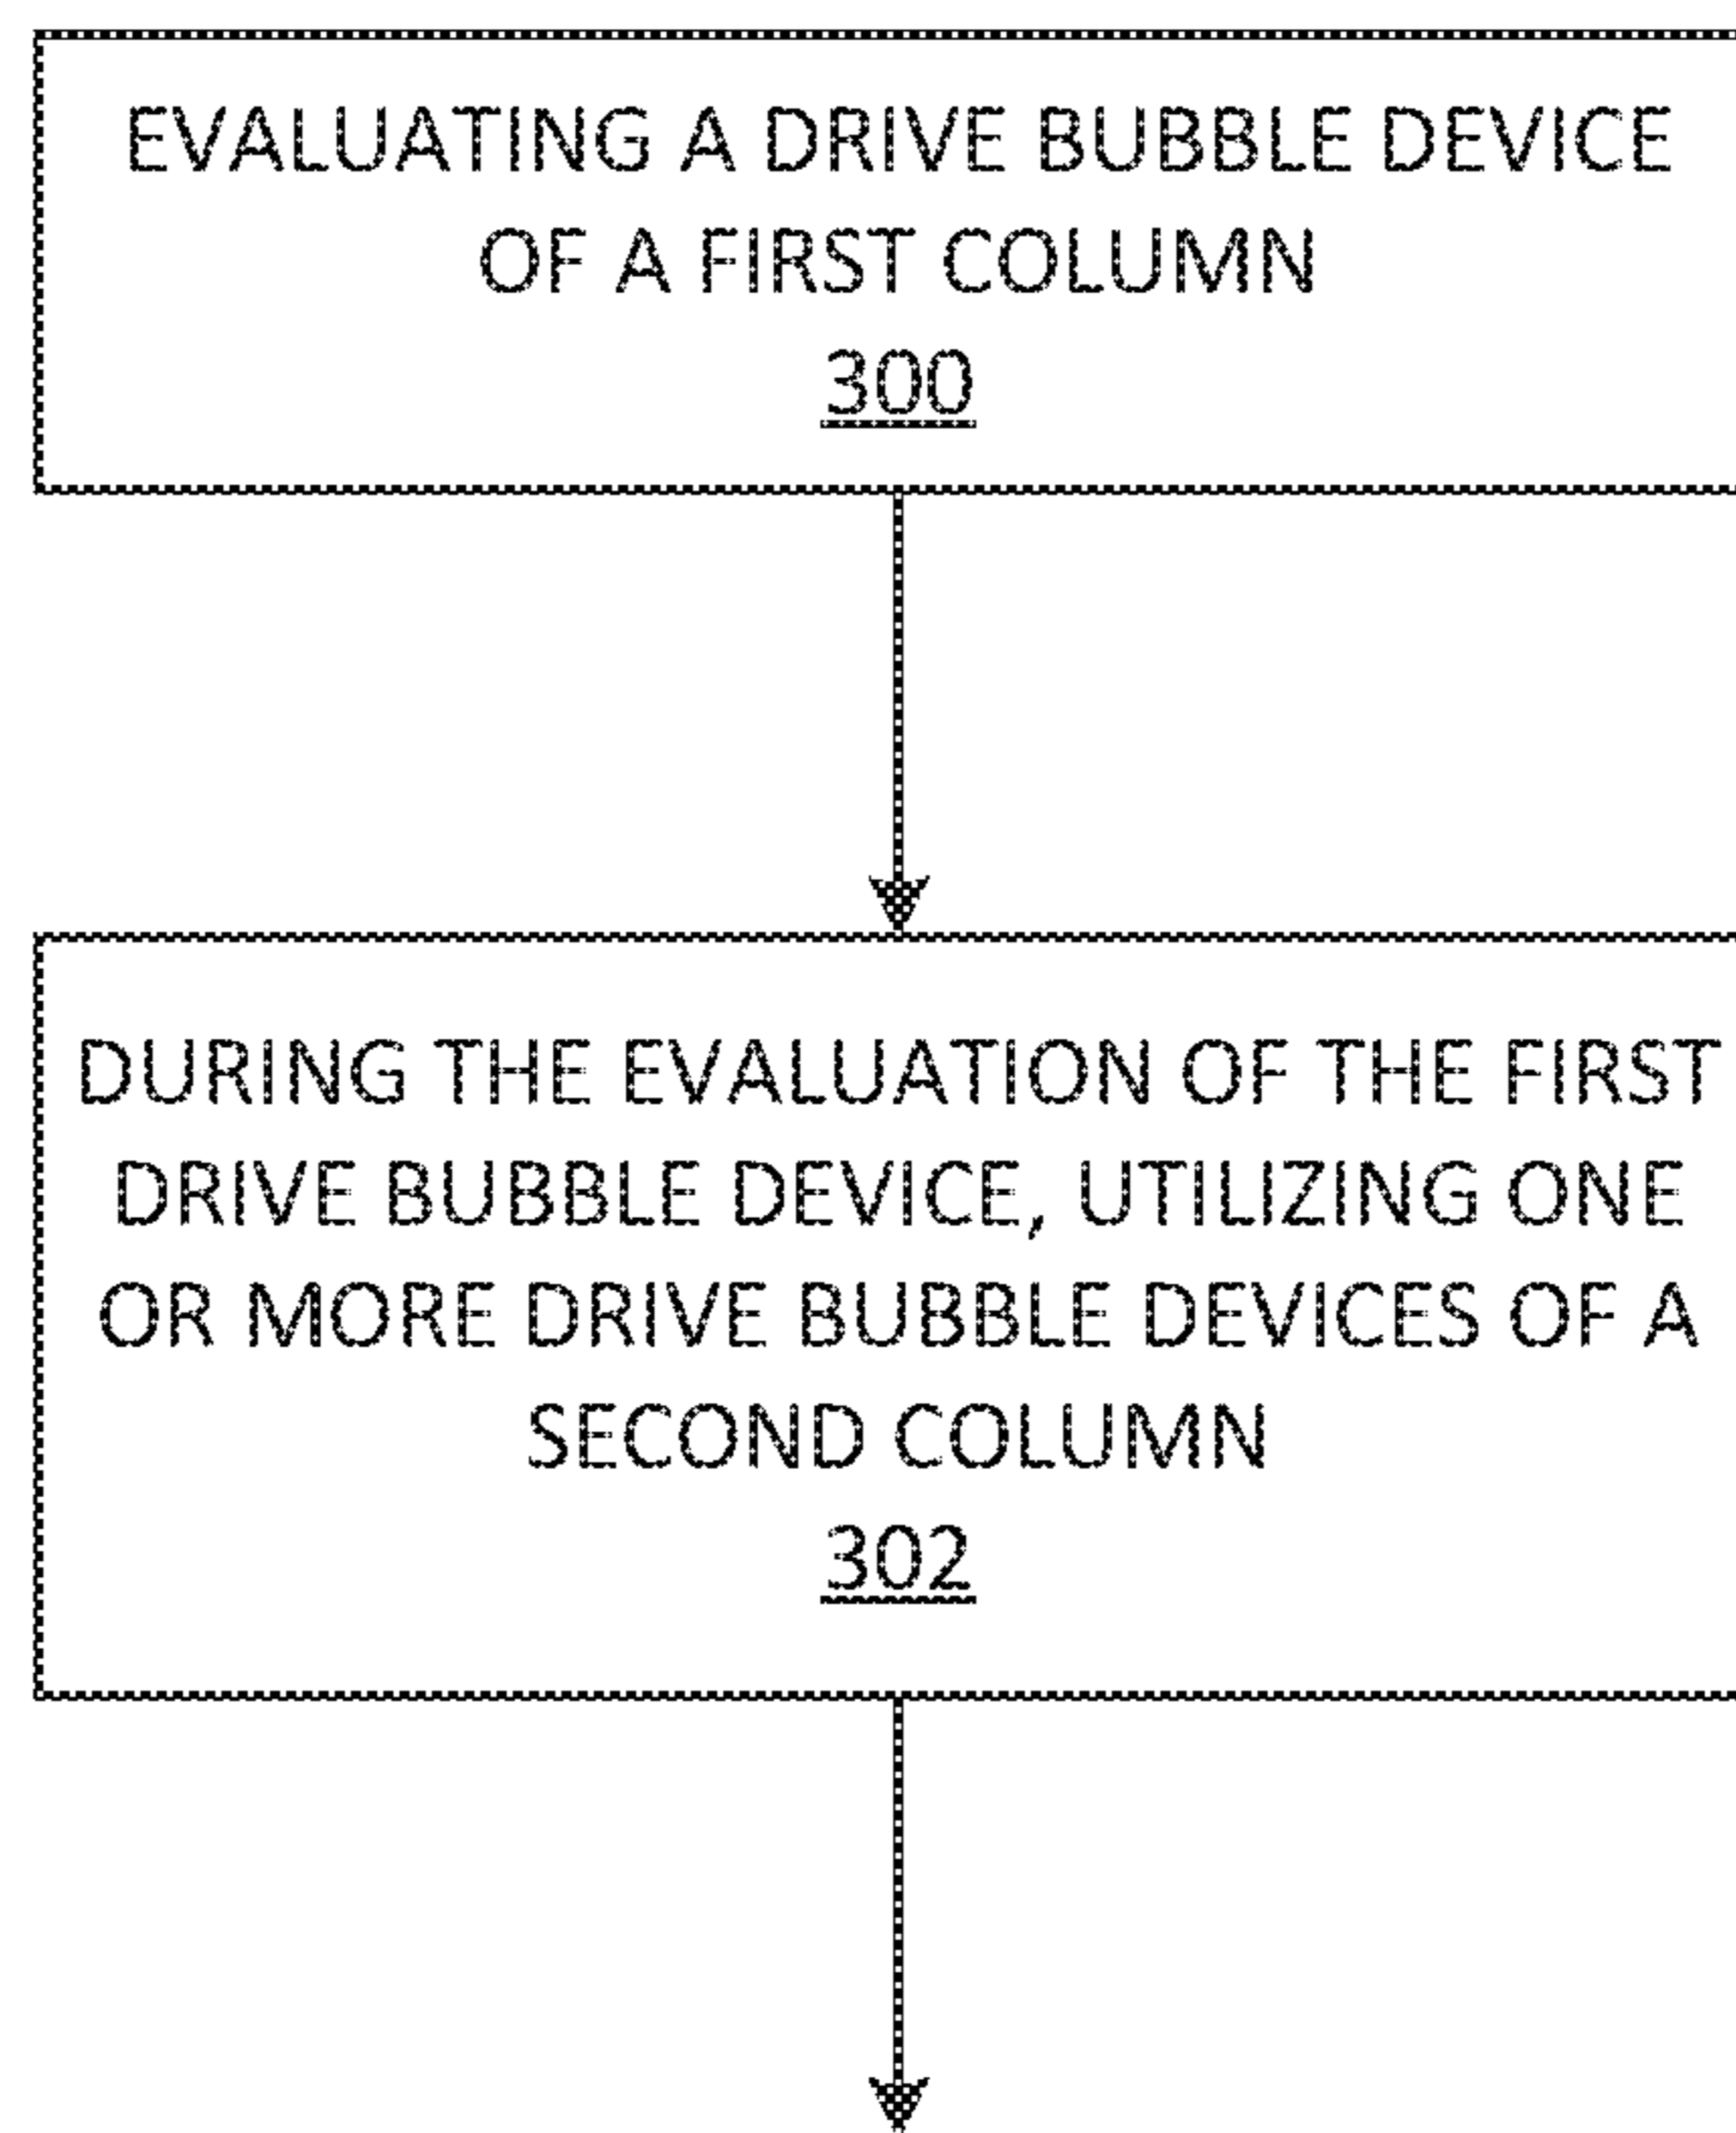 EVALUATING A DRIVE BUBBLE DEVICE
OF A FIRST COLUMN
300
DURING THE EVALUATION OF THE FIRST
DRIVE BUBBLE DEVICE, UTILIZING ONE
OR MORE DRIVE BUBBLE DEVICES OF A
SECOND COLUMN
302